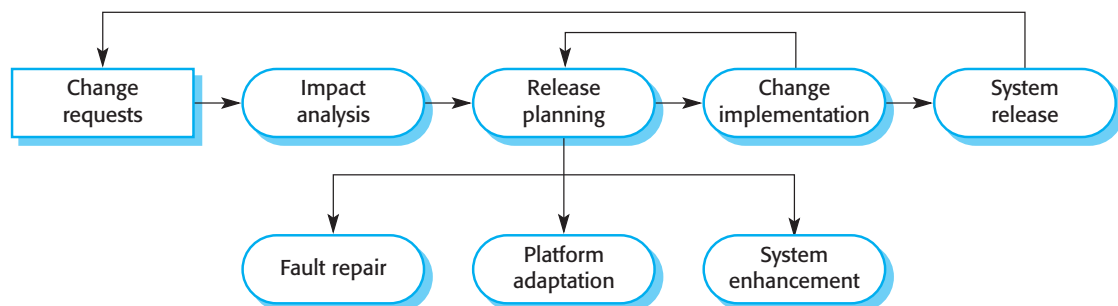 Change
requests
Impact
analysis
Release
planning
Change
implementation
System
release
Fault repair
Platform
adaptation
System
enhancement